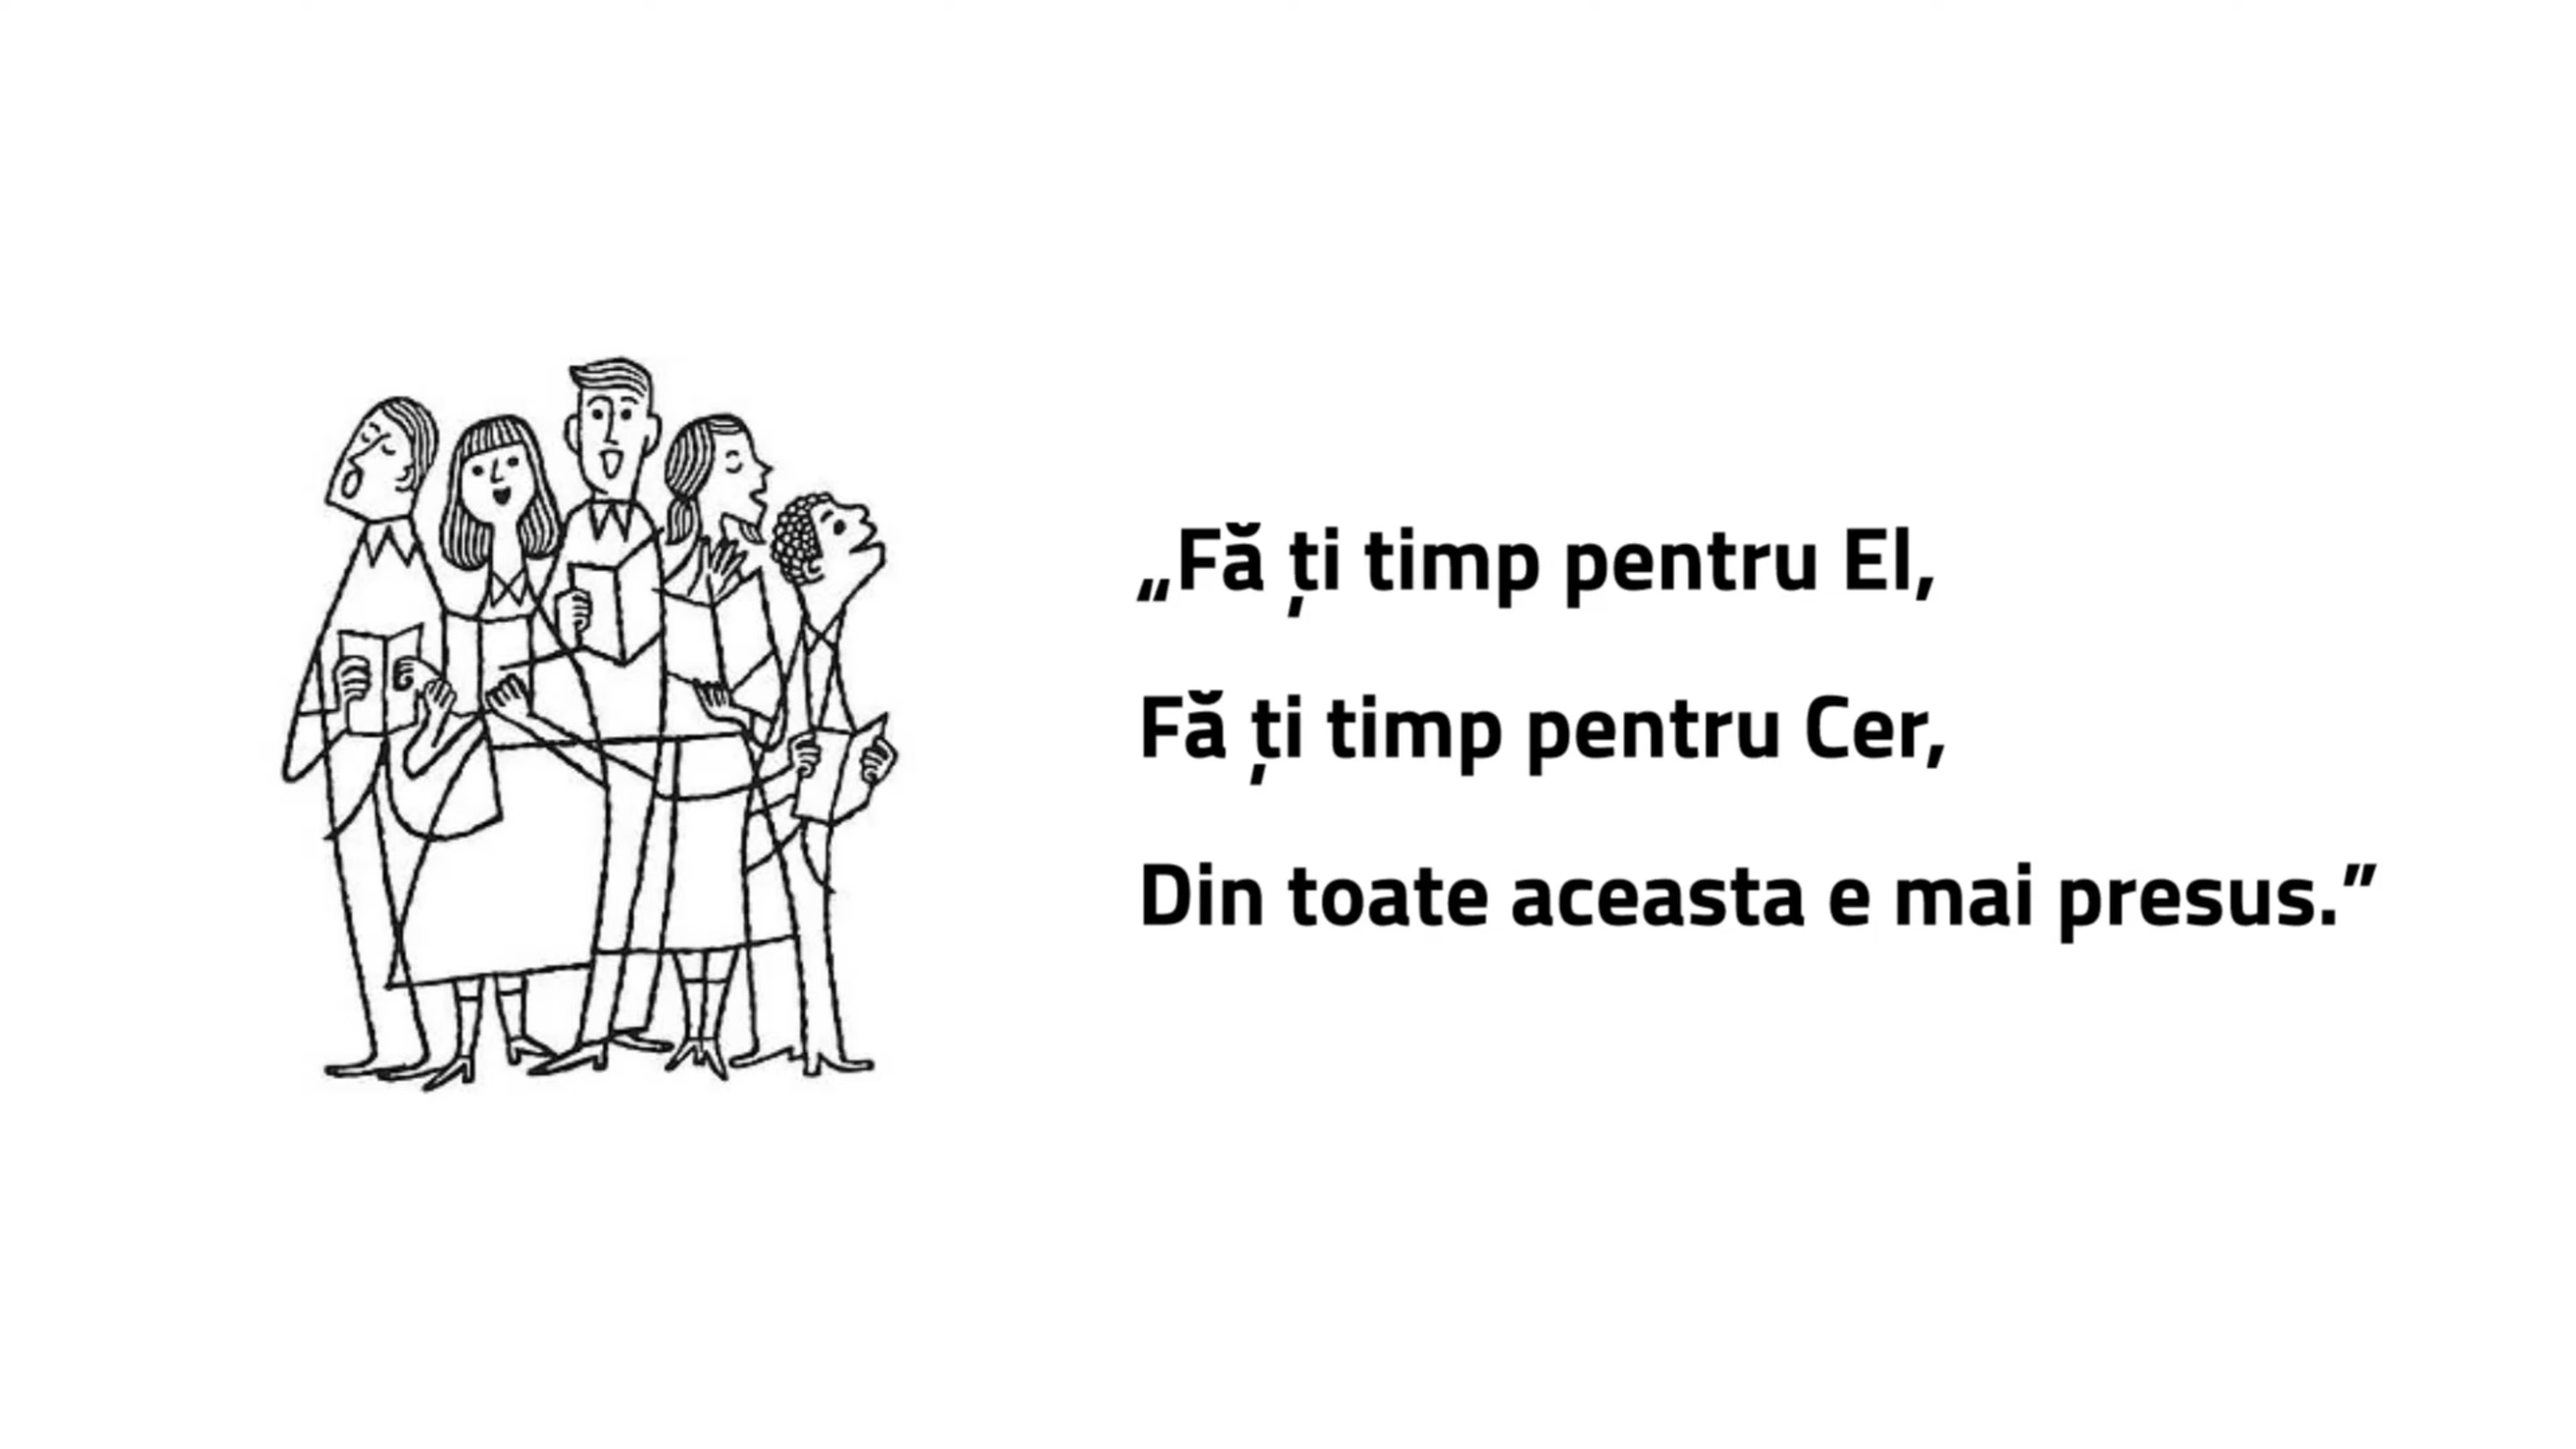 „Fă ți timp pentru El,
Fă ți timp pentru Cer,
Din toate aceasta e mai presus.”